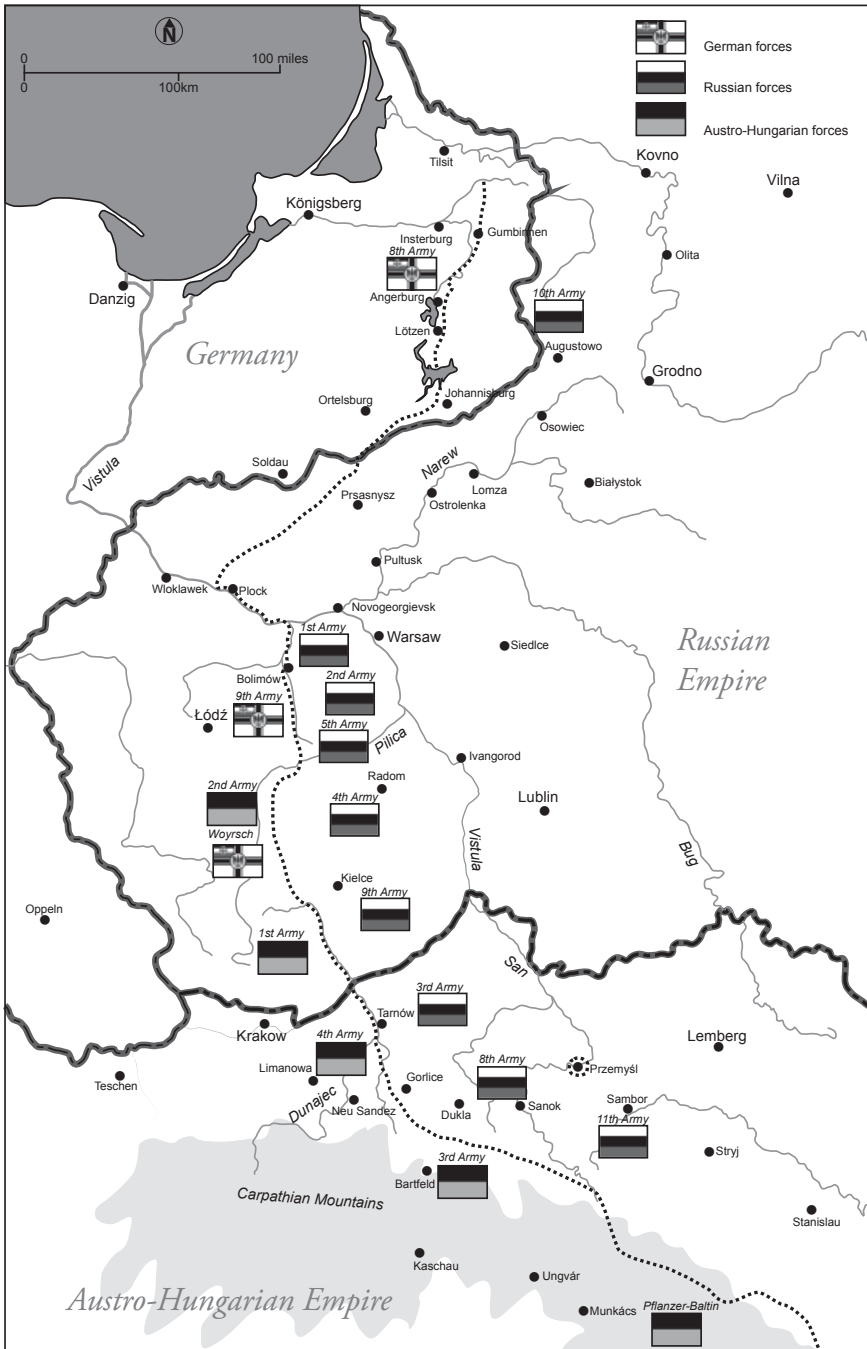 N
0 100 miles
0 100km
German forces
Russian forces
Austro-Hungarian forces
Tilsit
Kovno
Vilna
Königsberg
Insterburg
Gumbinnen
8th Army
Olita
Danzig
Angerburg
10th Army
Lötzen
Germany
Augustowo
Grodno
Ortelsburg
Johannisburg
Osowiec
Vistula
Soldau
Narew
Lomza
Białystok
Prsasnysz
Ostrolenka
Pultusk
Wloklawek
Plock
Novogeorgievsk
1st Army
Warsaw
Siedlce
Russian
Empire
Bolimów
2nd Army
9th Army
Łódź
5th Army
Pilica
Ivangorod
2nd Army
Radom
4th Army
Lublin
Woyrsch
Vistula
Bug
Kielce
9th Army
Oppeln
1st Army
San
3rd Army
Tarnów
Krakow
4th Army
Lemberg
Limanowa
8th Army
Przemyśl
Teschen
Gorlice
Dunajec
Neu Sandez
Dukla
Sanok
Sambor
11th Army
Stryj
3rd Army
Bartfeld
Carpathian Mountains
Stanislau
Kaschau
Ungvár
Austro-Hungarian Empire
Munkács
Pflanzer-Baltin